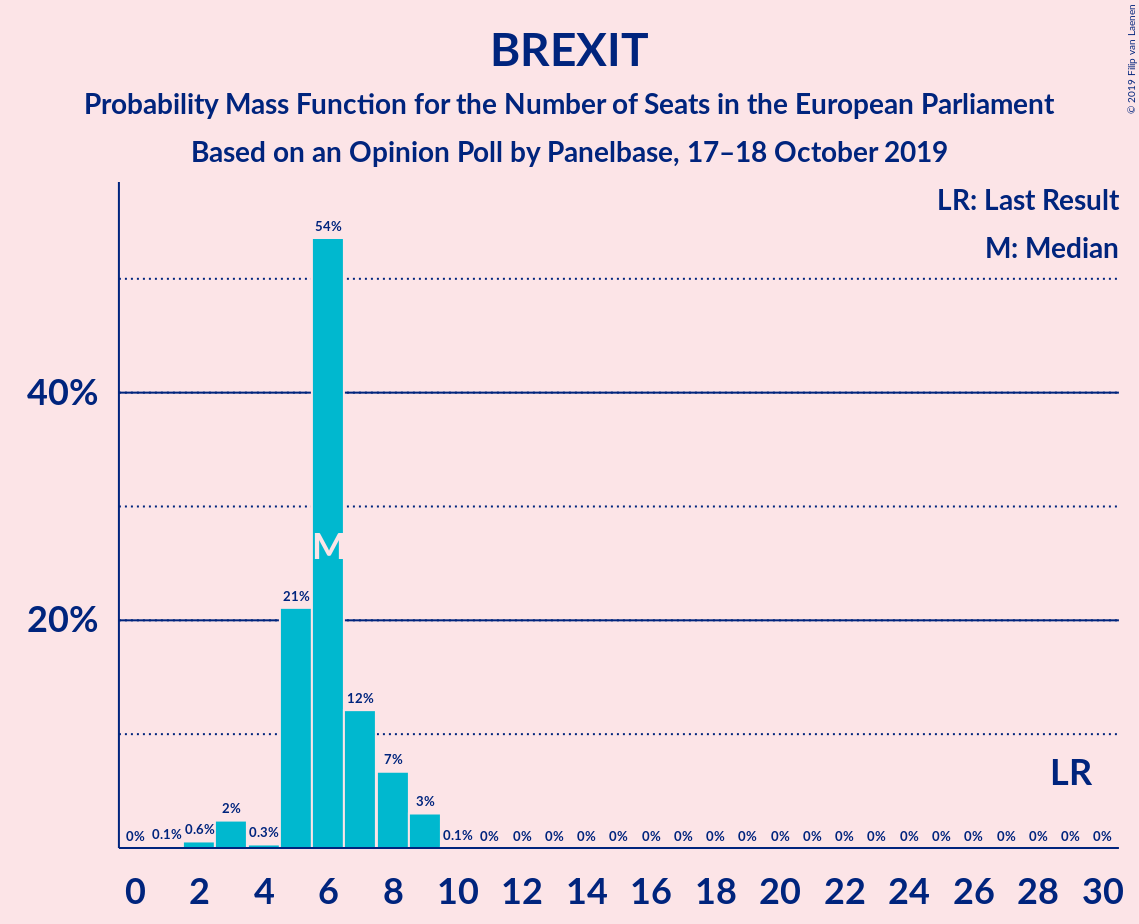 BREXIT
Probability Mass Function for the Number of Seats in the European Parliament
Based on an Opinion Poll by Panelbase, 17–18 October 2019
© 2019 Filip van Laenen
LR: Last Result
M: Median
54%
40%
M
21%
20%
12%
7%
LR
3%
2%
0% 0.1% 0.6% 0.3% 0.1% 0% 0% 0% 0% 0% 0% 0% 0% 0% 0% 0% 0% 0% 0% 0% 0% 0% 0% 0% 0%
0 2 4 6 8 10 12 14 16 18 20 22 24 26 28 30